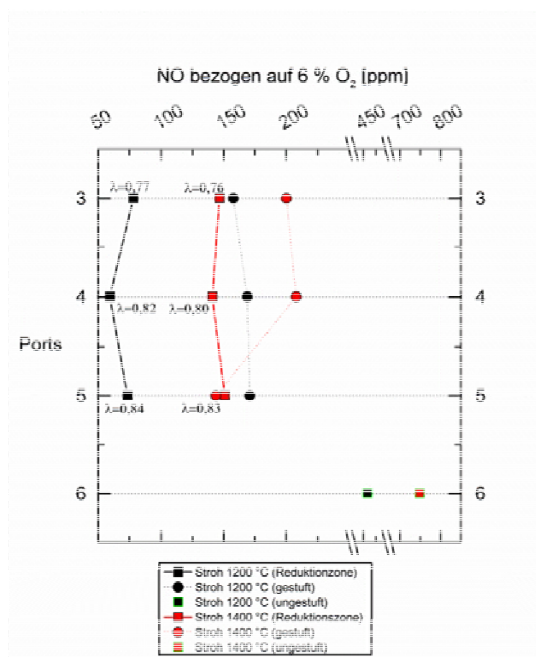 NO bezogen auf 6 % O2 [ppm]
50 100 150 200 450 700 800
λ=0,77 λ=0,76
3 3
4 4
λ=0,82 λ=0,80
Ports
5 5
λ=0,84 λ=0,83
6 6
Stroh 1200 °C (Reduktionzone)
Stroh 1200 °C (gestuft)
Stroh 1200 °C (ungestuft)
Stroh 1400 °C (Reduktionszone)
Stroh 1400 °C (gestuft)
Stroh 1400 °C (ungestuft)